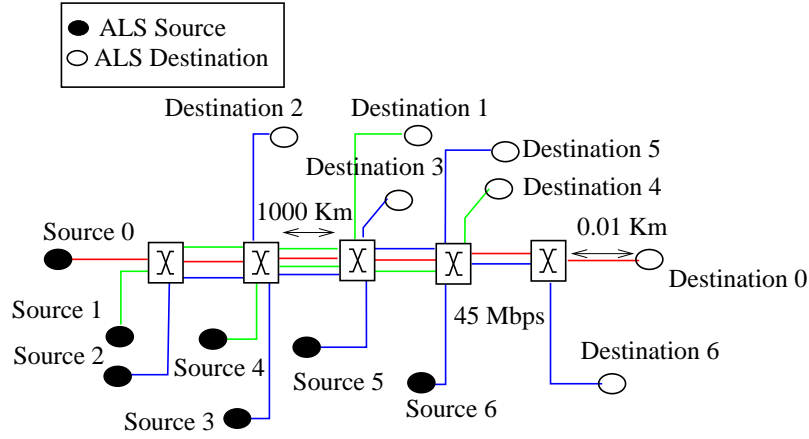 ALS Source
ALS Destination
Destination 2
Destination 1
Destination 3
Destination 5
Destination 4
1000 Km
0.01 Km
Source 0
Destination 0
Source 1
45 Mbps
Source 2
Source 4
Source 5
Destination 6
Source 3
Source 6